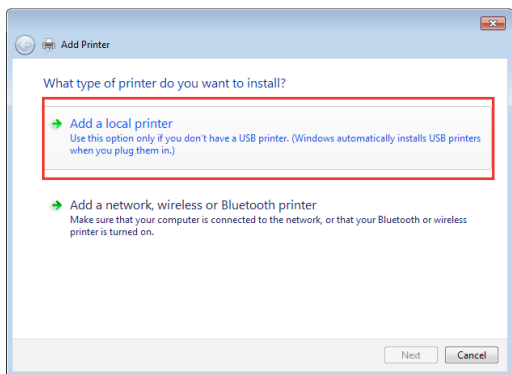 Add Printer
What type of printer do you want to install?
Add a local printer
Use this option only if you don't have a USB printer. (Windows automatically installs USB printers
when you plug them in.)
Add a network, wireless or Bluetooth printer
Make sure that your computer is connected to the network, or that your Bluetooth or wireless
printer is turned on.
Next Cancel